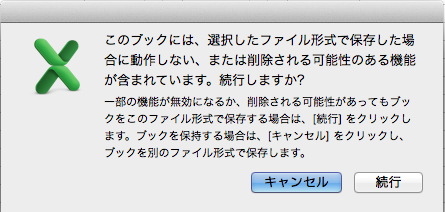 このブックには、選択したファイル形式で保存した場
合に動作しない、または削除される可能性のある機能
が含まれています。続行しますか?
一部の機能が無効になるか、削除される可能性があってもブッ
クをこのファイル形式で保存する場合は、[続行] をクリックし
ます。ブックを保持する場合は、[キャンセル] をクリックし、
ブックを別のファイル形式で保存します。
キャンセル
続行